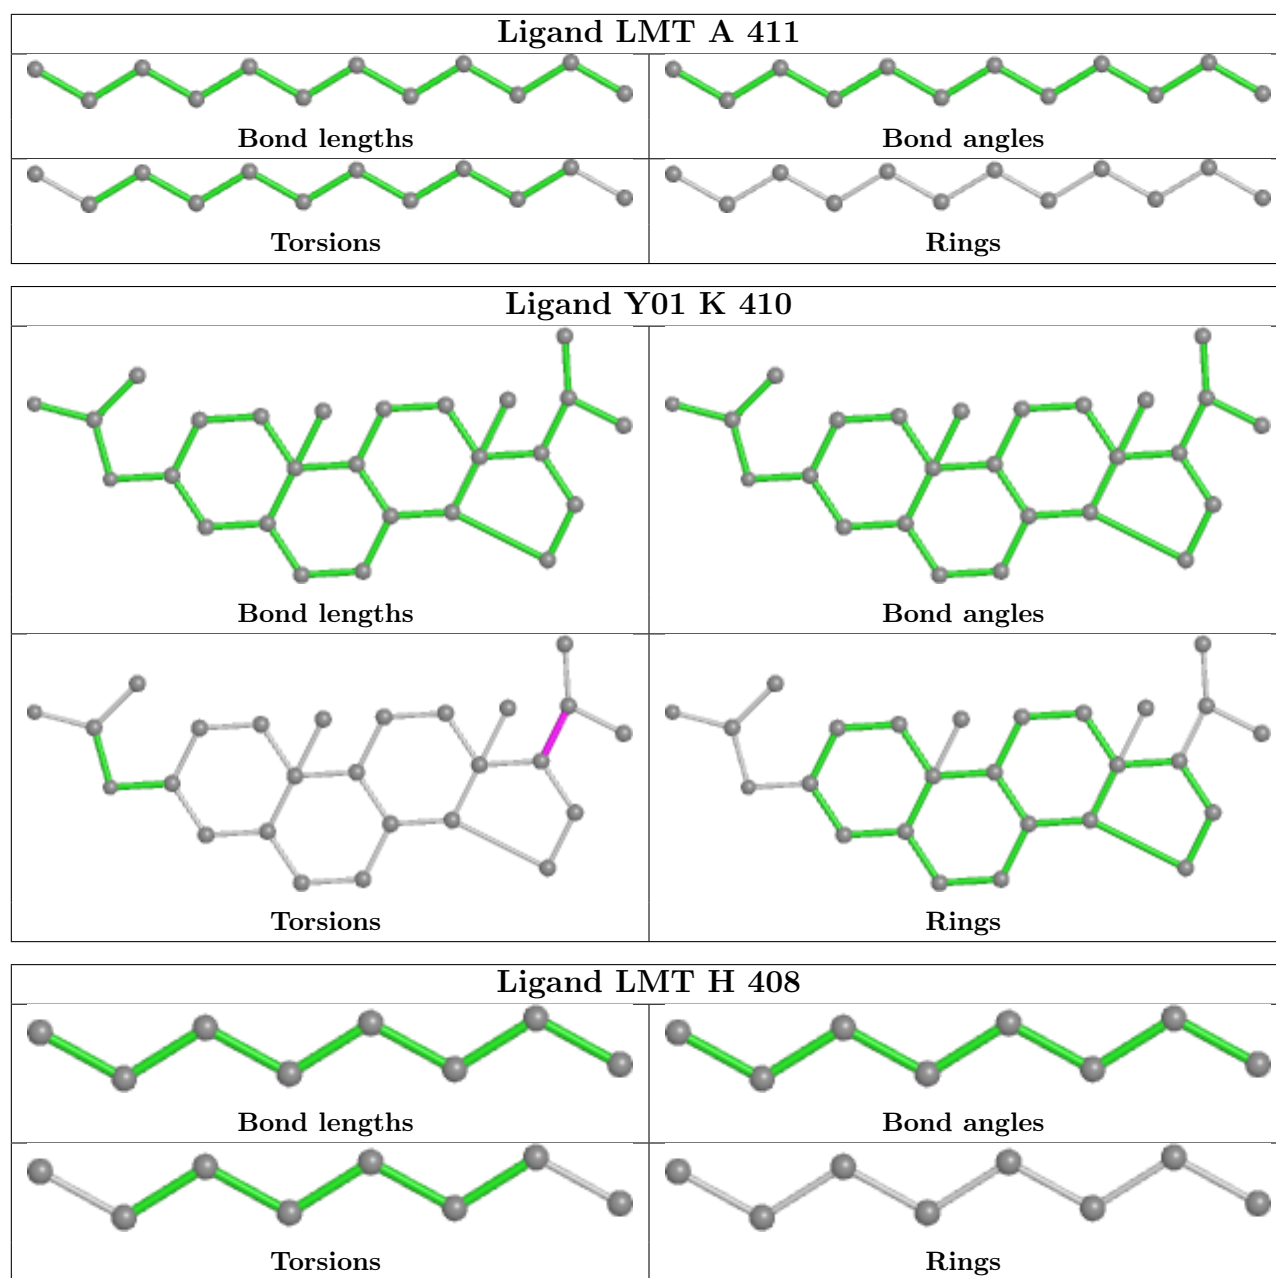 Ligand LMT A 411
Bond lengths Bond angles
Torsions Rings
Ligand Y01 K 410
Bond lengths Bond angles
Torsions Rings
Ligand LMT H 408
Bond lengths Bond angles
Torsions Rings